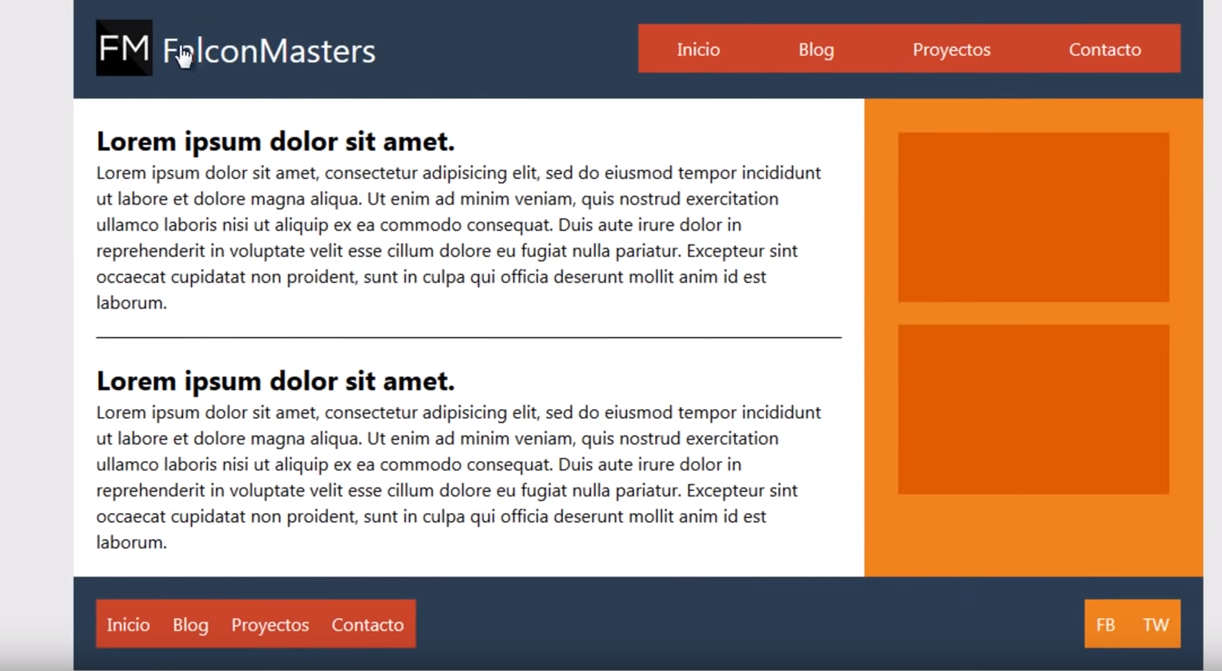 FM FalconMasters
Inicio Blog Proyectos Contacto
Lorem ipsum dolor sit amet.
Lorem ipsum dolor sit amet, consectetur adipisicing elit, sed do eiusmod tempor incididunt
ut labore et dolore magna aliqua. Ut enim ad minim veniam, quis nostrud exercitation
ullamco laboris nisi ut aliquip ex ea commodo consequat. Duis aute irure dolor in
reprehenderit in voluptate velit esse cillum dolore eu fugiat nulla pariatur. Excepteur sint
occaecat cupidatat non proident, sunt in culpa qui officia deserunt mollit anim id est
laborum.
Lorem ipsum dolor sit amet.
Lorem ipsum dolor sit amet, consectetur adipisicing elit, sed do eiusmod tempor incididunt
ut labore et dolore magna aliqua. Ut enim ad minim veniam, quis nostrud exercitation
ullamco laboris nisi ut aliquip ex ea commodo consequat. Duis aute irure dolor in
reprehenderit in voluptate velit esse cillum dolore eu fugiat nulla pariatur. Excepteur sint
occaecat cupidatat non proident, sunt in culpa qui officia deserunt mollit anim id est
laborum.
Inicio Blog Proyectos Contacto
FB TW